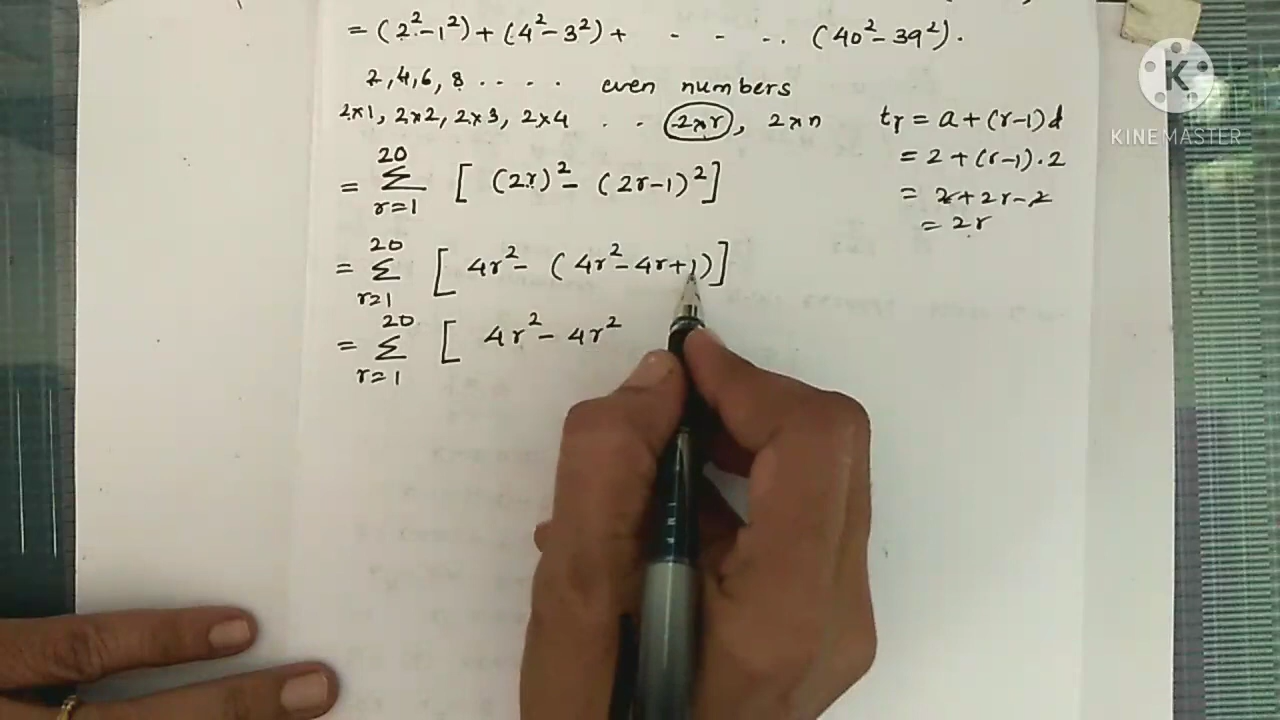 = (2² - 1²) + (4² - 3²) + - - - .. (40² - 39²).
2, 4, 6, 8 . . . . even numbers
2×1, 2×2, 2×3, 2×4 . . 2×r, 2×n
tr = a + (r-1)d
= 2 + (r-1).2
= 2 + 2r - 2
= 2r
= 20 Σ r=1 [ (2r)² - (2r-1)² ]
= 20 Σ r=1 [ 4r² - (4r² - 4r + 1) ]
= 20 Σ r=1 [ 4r² - 4r²
K
KINEMASTER